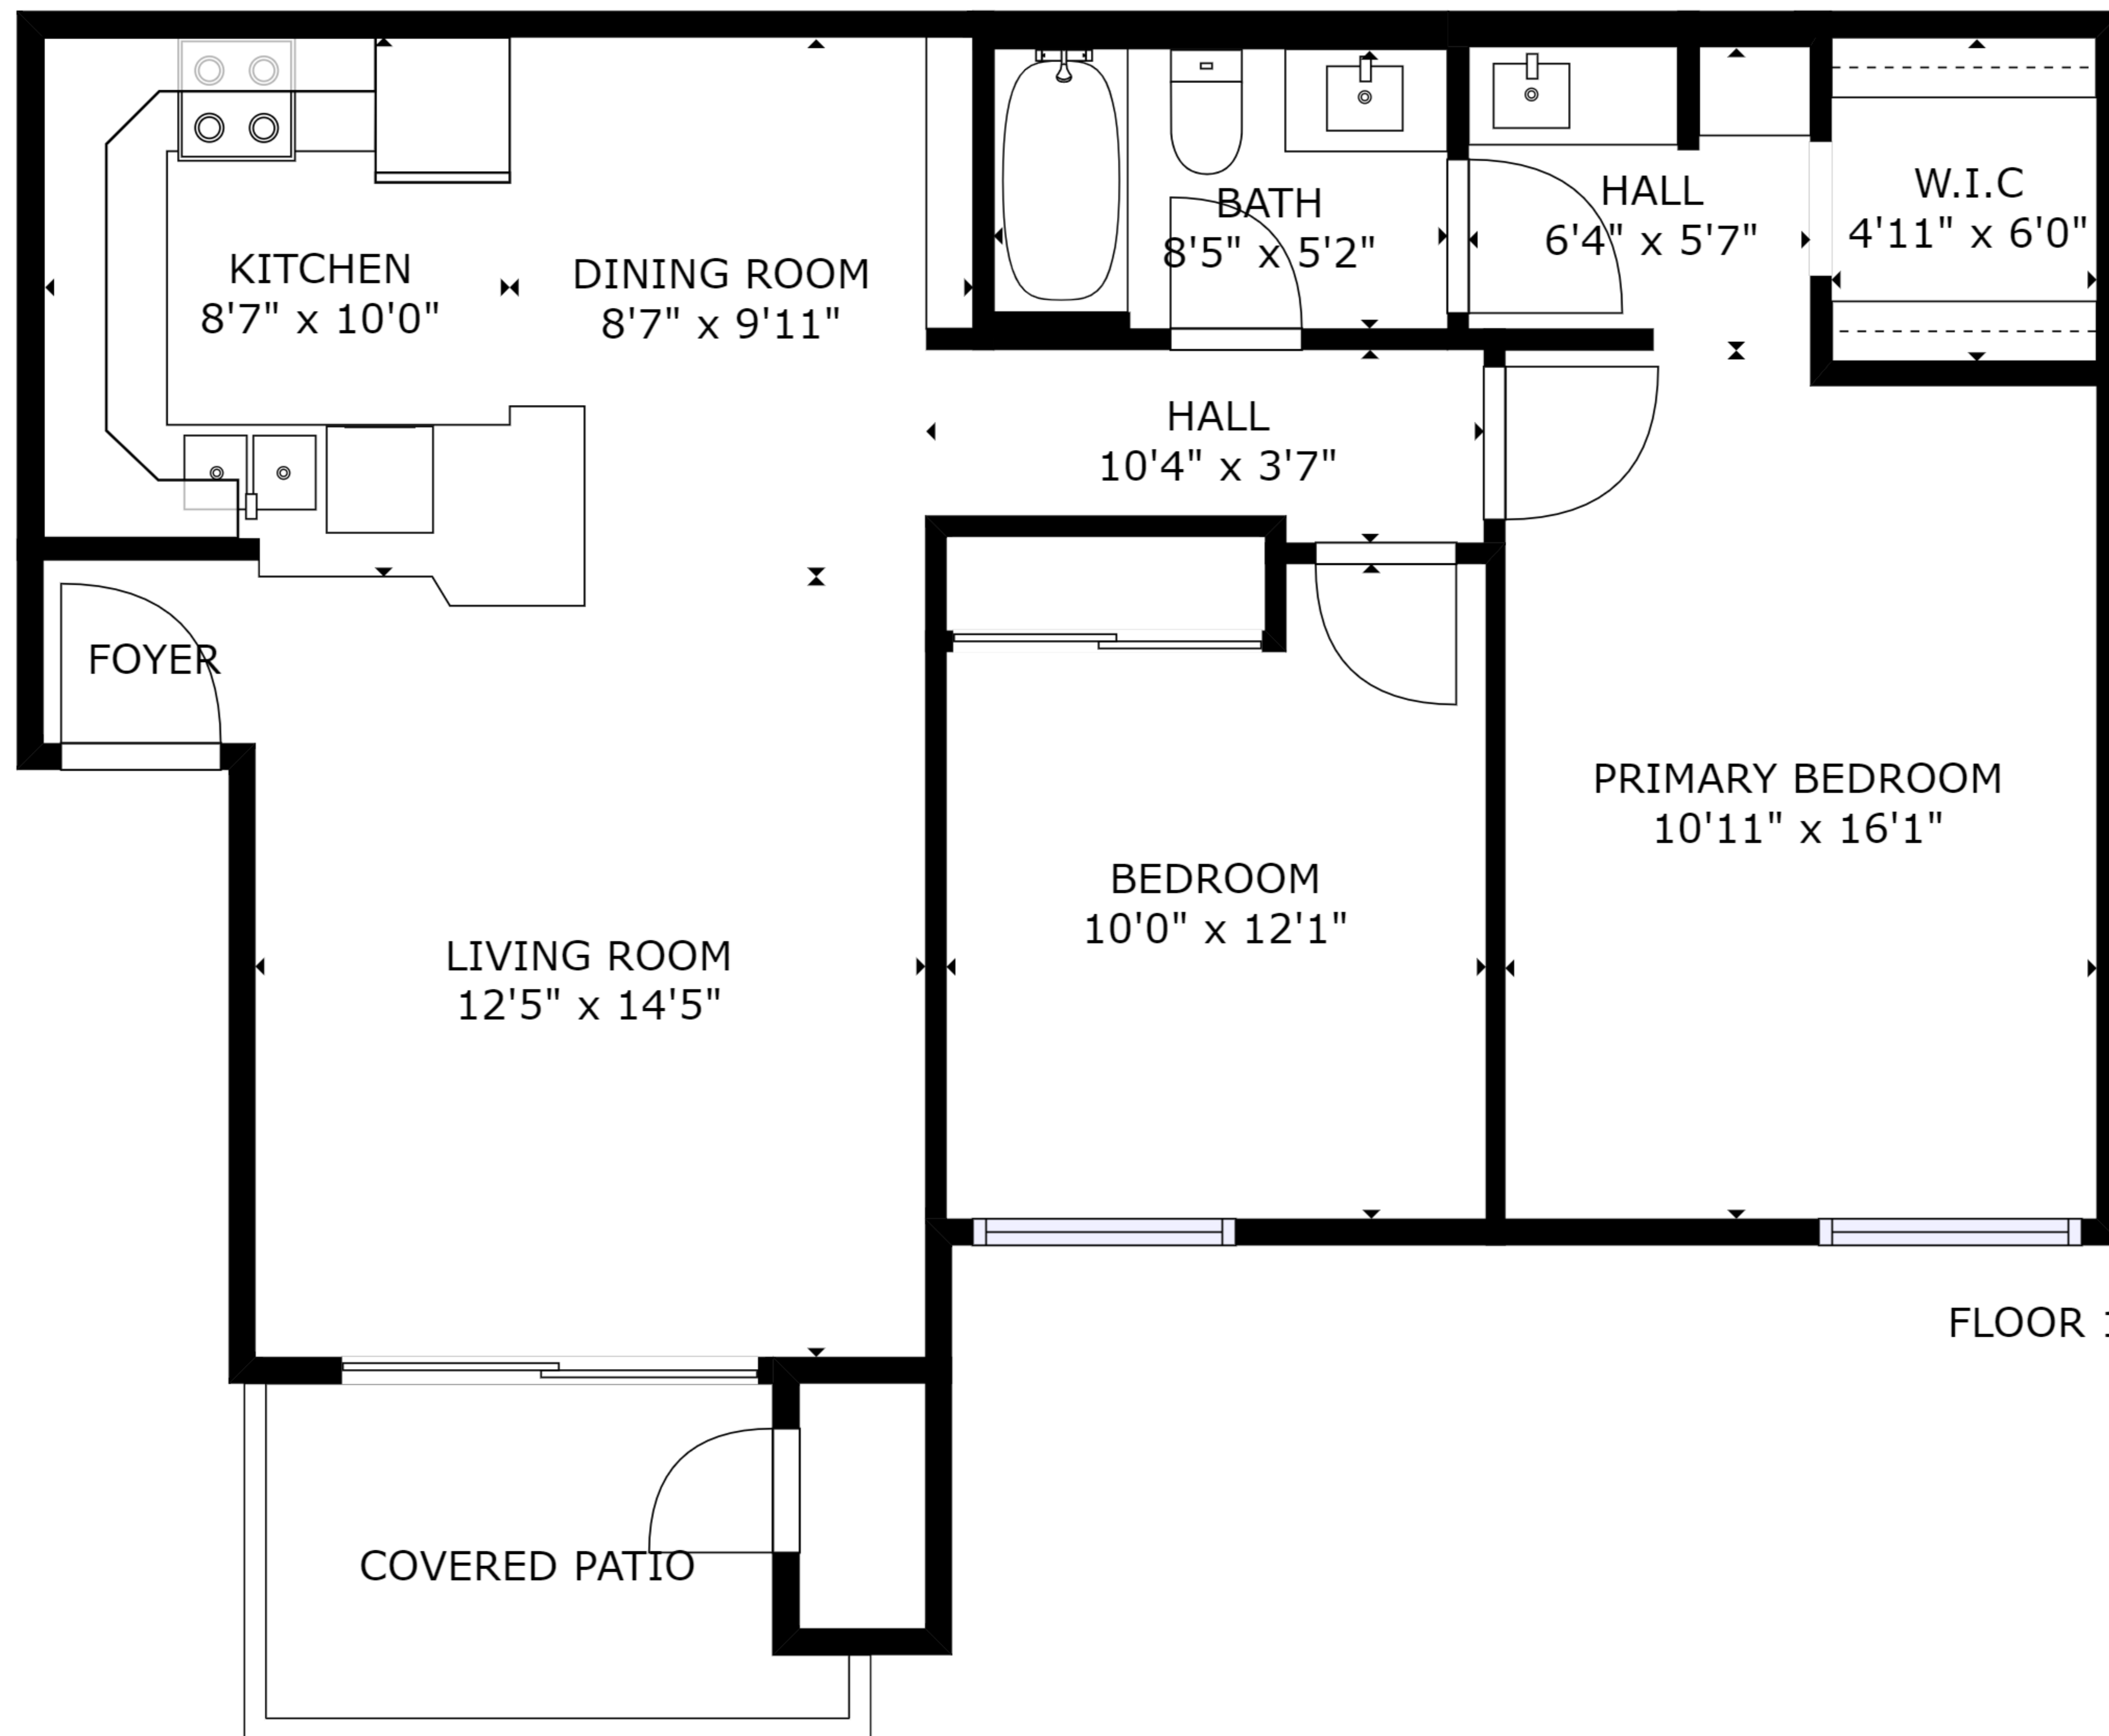 KITCHEN
8'7" x 10'0"
DINING ROOM
8'7" x 9'11"
BATH
8'5" x 5'2"
HALL
6'4" x 5'7"
W.I.C
4'11" x 6'0"
HALL
10'4" x 3'7"
FOYER
LIVING ROOM
12'5" x 14'5"
BEDROOM
10'0" x 12'1"
PRIMARY BEDROOM
10'11" x 16'1"
FLOOR
COVERED PATIO